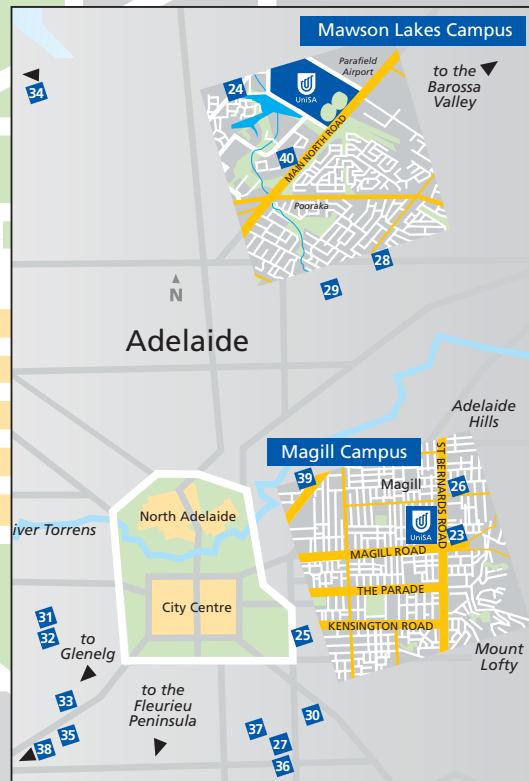 Mawson Lakes Campus
Parafield
Airport
to the
Barossa
Valley
34
24
UniSA
40
MAIN NORTH ROAD
Pooraka
28
29
N
Adelaide
Adelaide
Hills
Magill Campus
39
Magill
ST BERNARDS ROAD
26
UniSA
23
North Adelaide
iver Torrens
MAGILL ROAD
City Centre
THE PARADE
KENSINGTON ROAD
31
32
25
to
Glenelg
Mount
Lofty
to the
Fleurieu
Peninsula
33
30
37
35
27
38
36